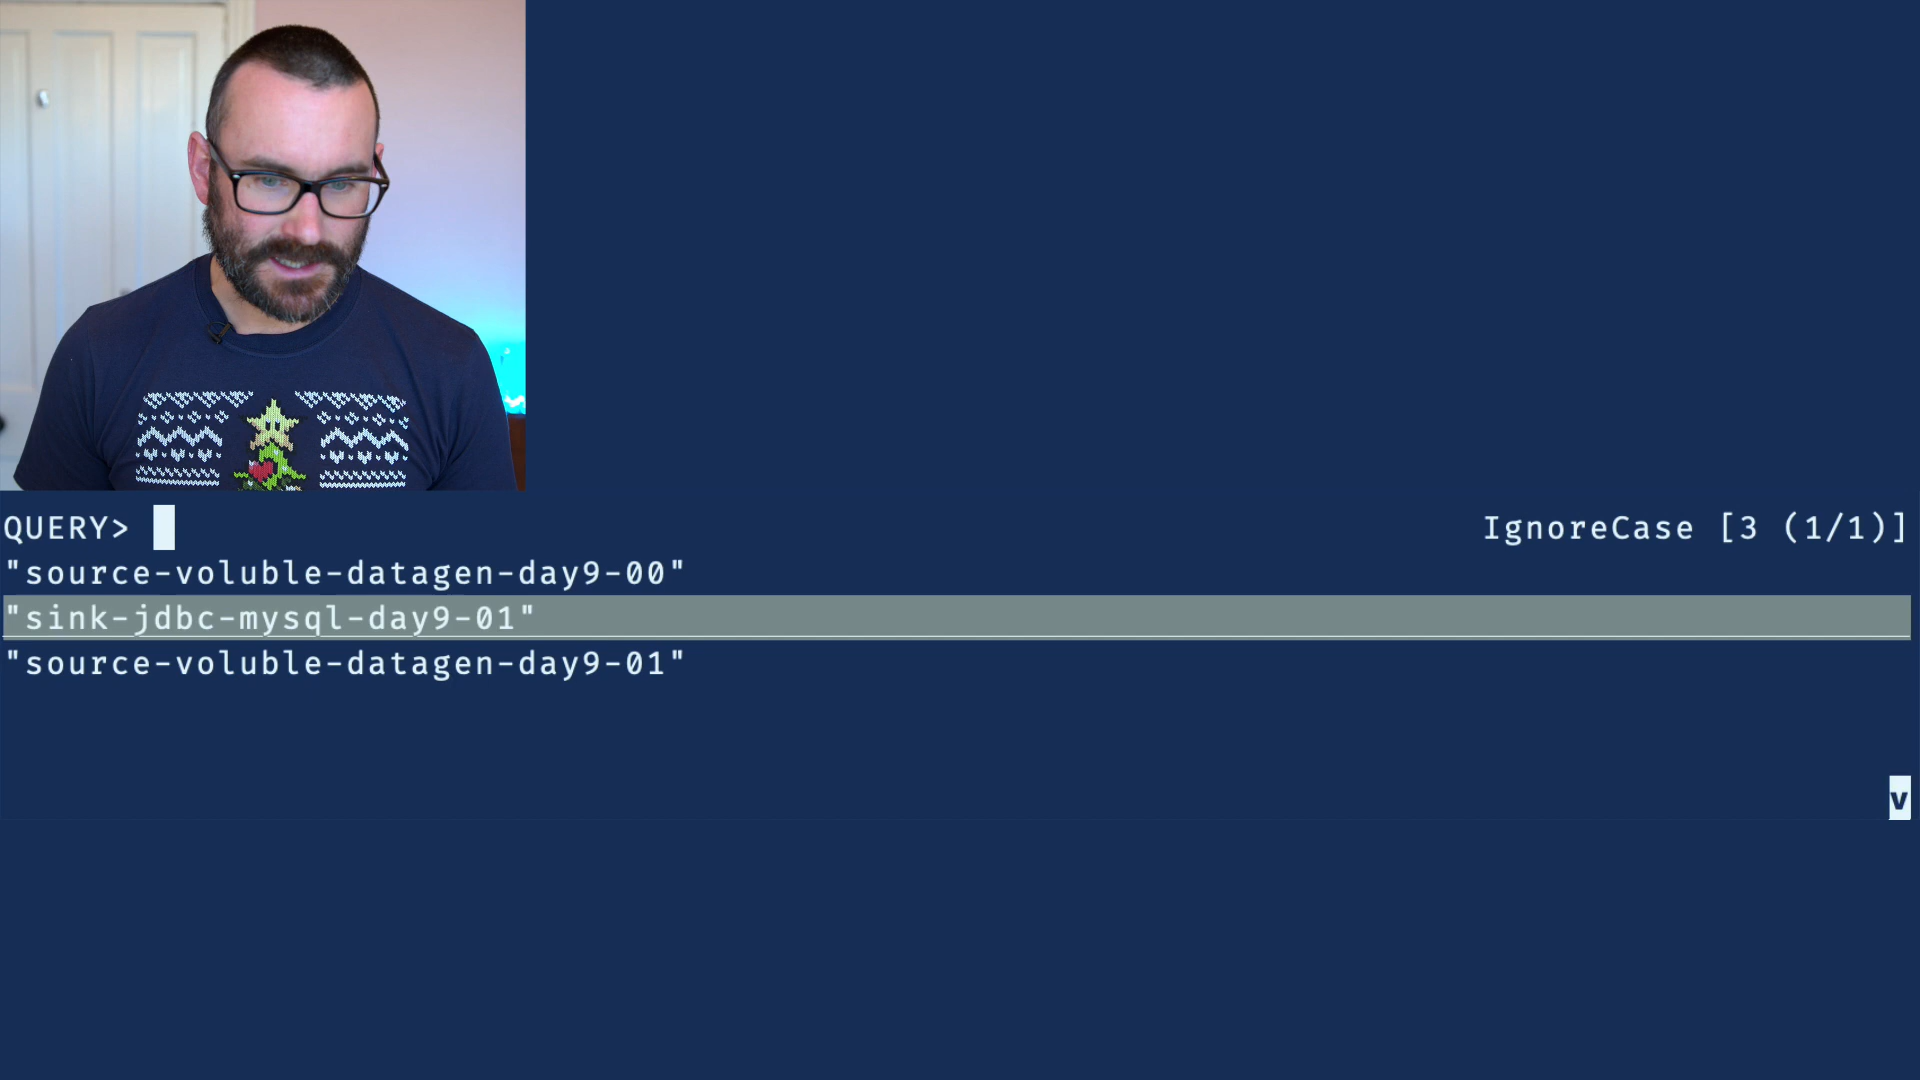 QUERY> IgnoreCase [3 (1/1)]
"source-voluble-datagen-day9-00"
"sink-jdbc-mysql-day9-01"
"source-voluble-datagen-day9-01"
v